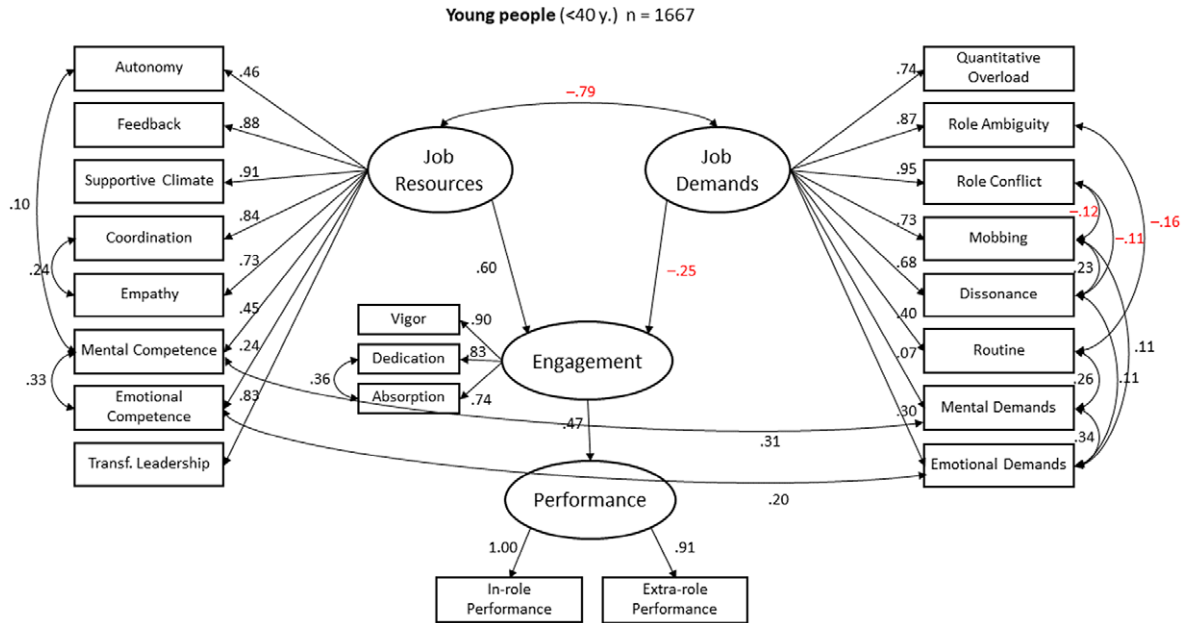 Young people (<40 y.) n = 1667
Autonomy
Feedback
Supportive Climate
Coordination
Empathy
Mental Competence
Emotional
Competence
Transf. Leadership
.46
.88
.91
.84
.73
.45
.24
.83
.10
.24
.33
Job
Resources
–.79
Job
Demands
.60
–.25
Vigor
Dedication
Absorption
.90
.83
.74
.36
Engagement
.47
.31
.20
Performance
1.00
.91
In-role
Performance
Extra-role
Performance
.74
.87
.95
.73
.68
.40
.07
.30
Quantitative
Overload
Role Ambiguity
Role Conflict
Mobbing
Dissonance
Routine
Mental Demands
Emotional Demands
–.12
–.11
–.16
.23
.11
.11
.26
.34